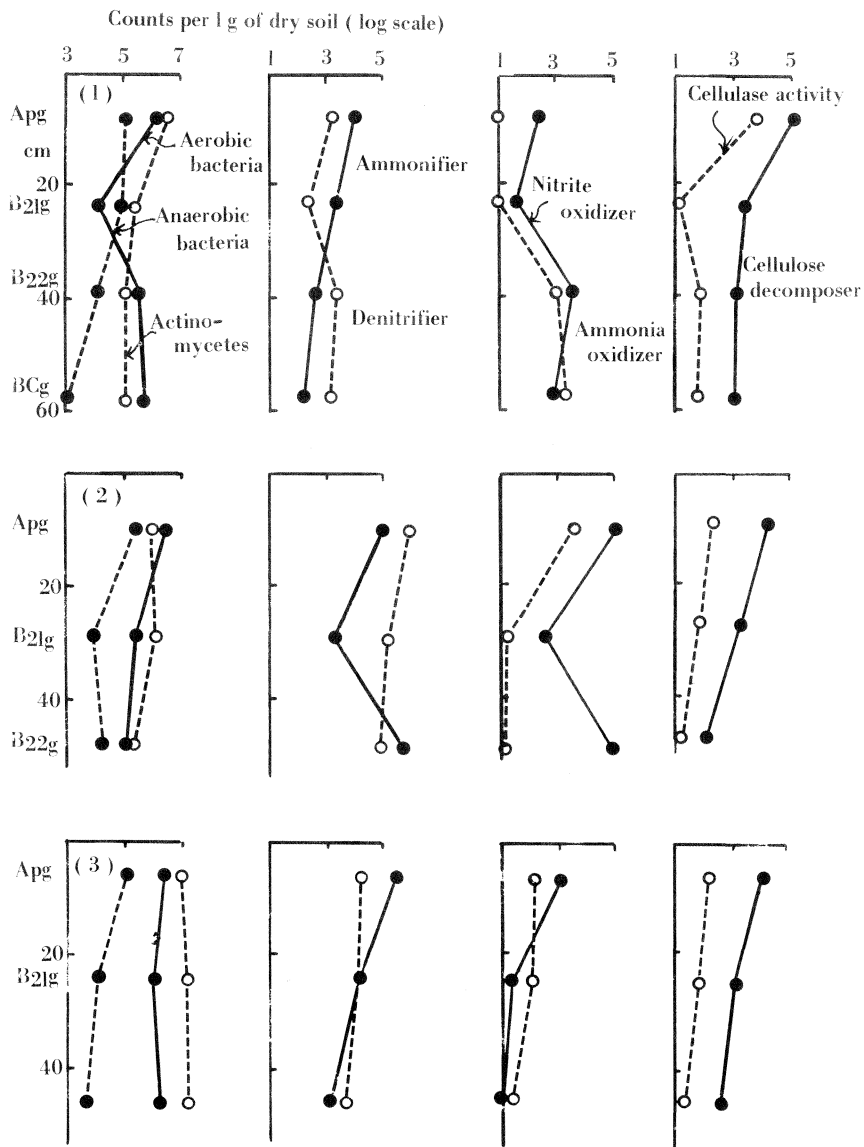 Counts per 1 g of dry soil ( log scale)
3 5 7
1 3 5
1 3 5
1 3 5
( 1 )
Apg
cm
20
B21g
B22g
40
BCg
60
Aerobic
bacteria
Anaerobic
bacteria
Actino-
mycetes
Ammonifier
Denitrifier
Nitrite
oxidizer
Ammonia
oxidizer
Cellulase activity
Cellulose
decomposer
( 2 )
Apg
20
B21g
40
B22g
( 3 )
Apg
20
B21g
40